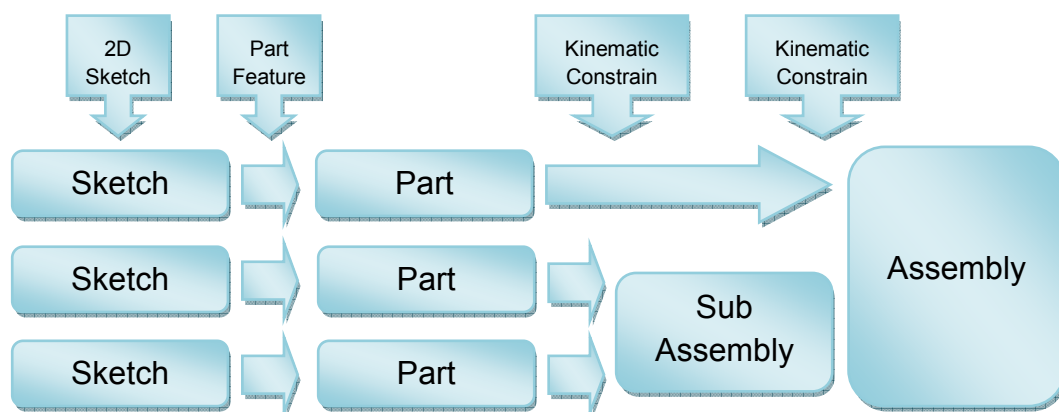 2D
Sketch
Part
Feature
Kinematic
Constrain
Kinematic
Constrain
Sketch
Part
Sketch
Part
Sketch
Part
Sub
Assembly
Assembly